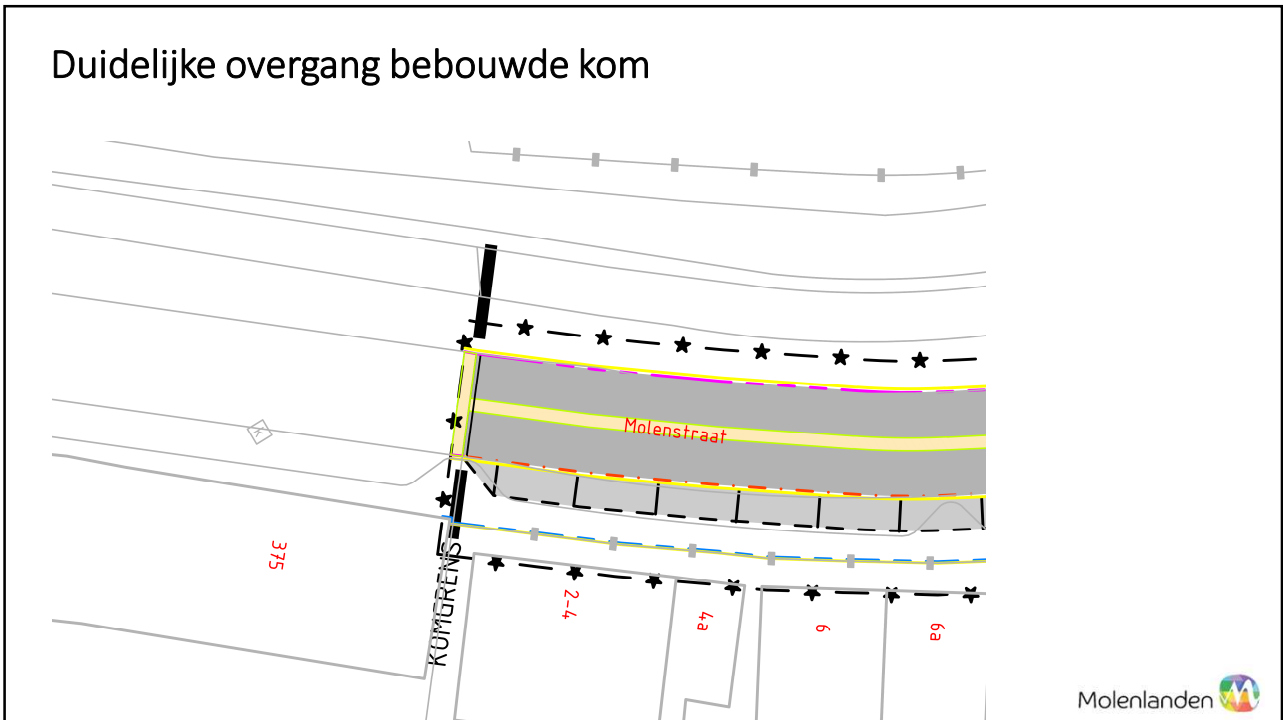 Duidelijke overgang bebouwde kom
Molenstraat
375
KOMGRENS
2-4
4a
6
6a
K
Molenlanden